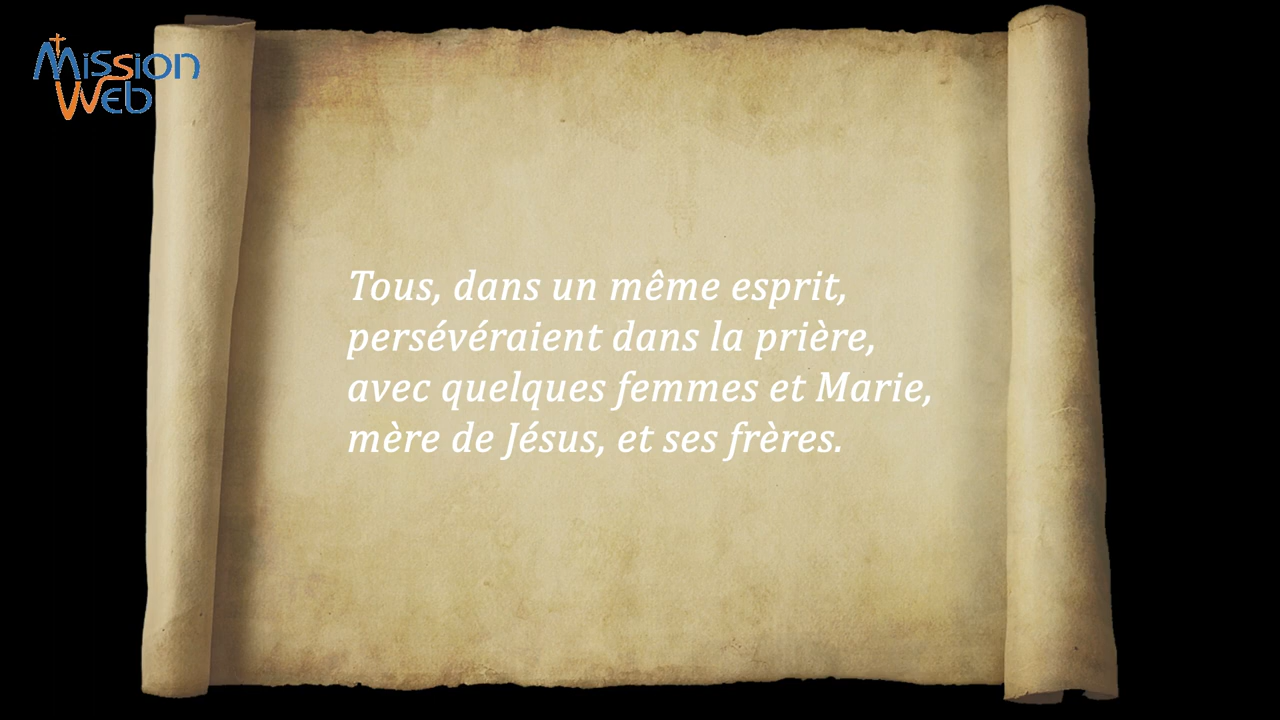 Mission
Web
Tous, dans un même esprit,
persévéraient dans la prière,
avec quelques femmes et Marie,
mère de Jésus, et ses frères.